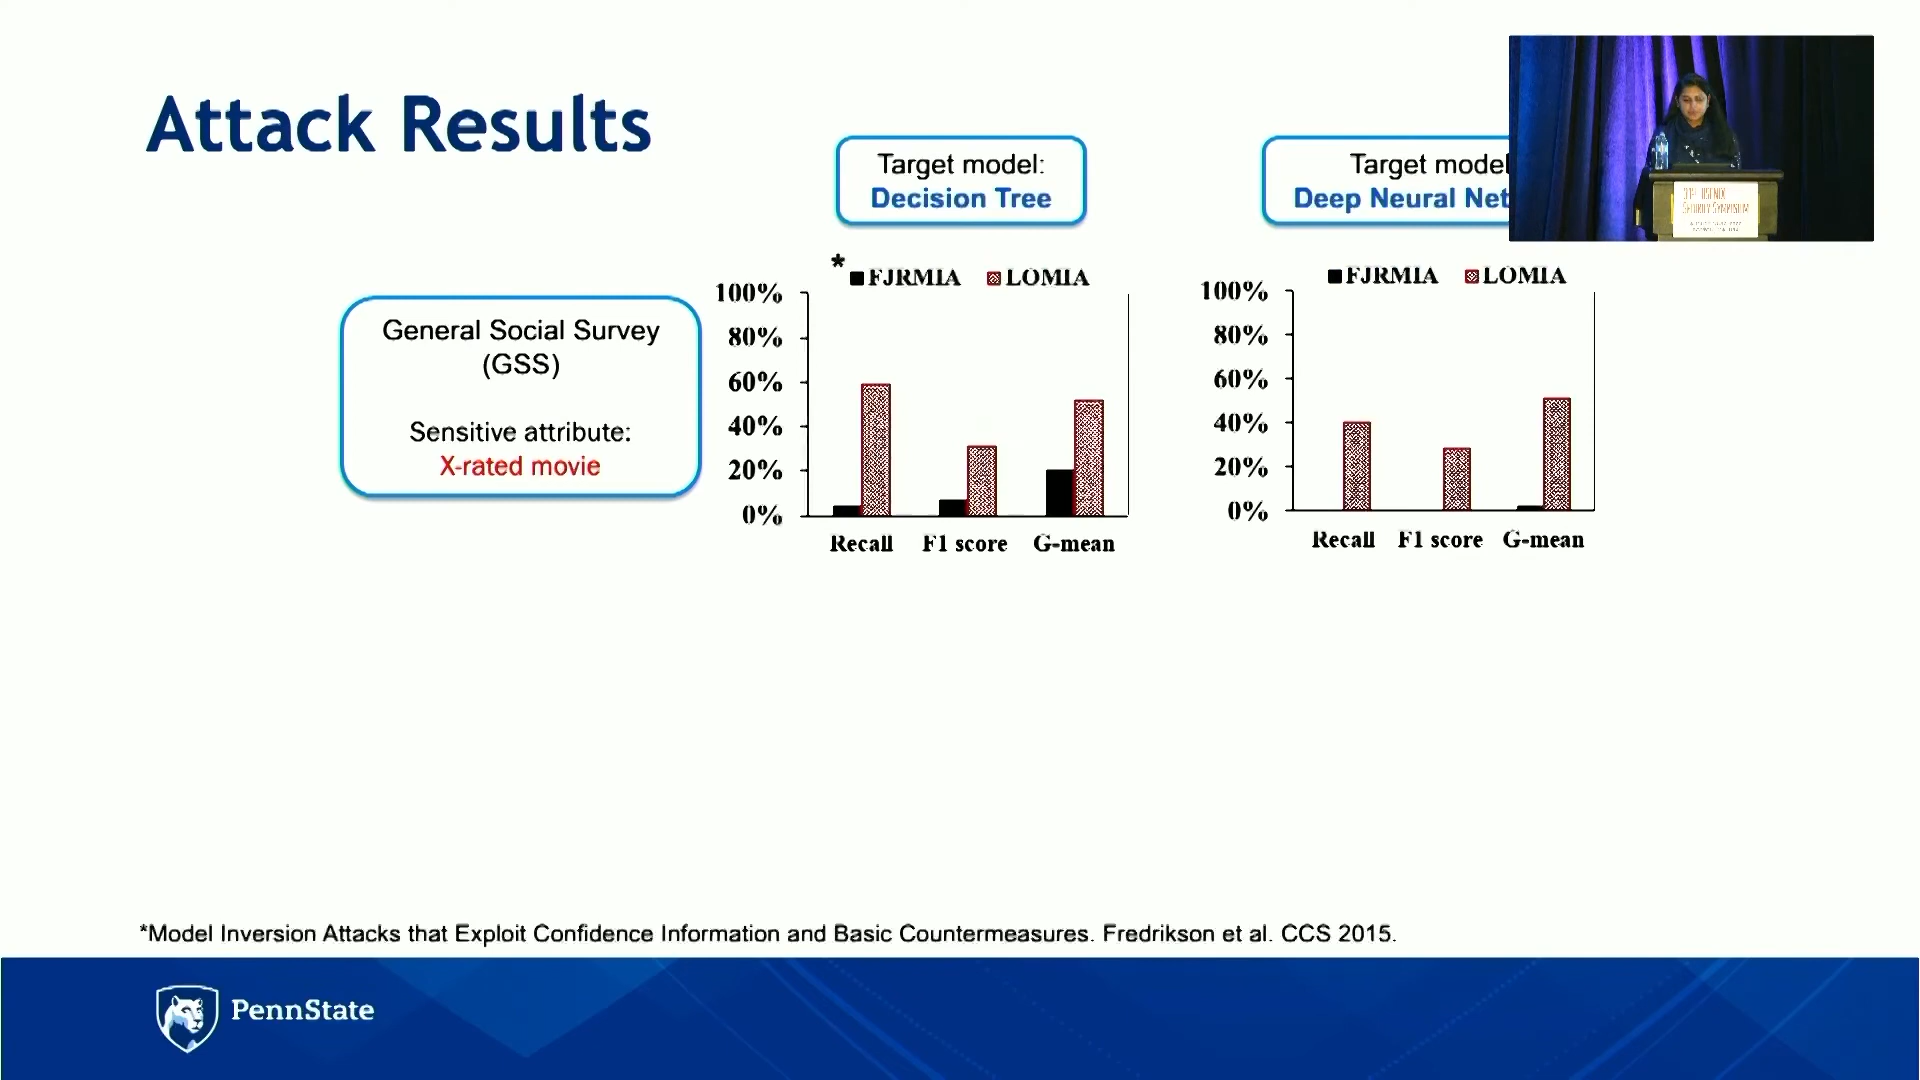 Attack Results
Target model:
Decision Tree
Target model
Deep Neural Net
SECURITY SYMPOSIUM
General Social Survey
(GSS)
Sensitive attribute:
X-rated movie
*
FJRMIA LOMIA
100%
80%
60%
40%
20%
0%
Recall F1 score G-mean
FJRMIA LOMIA
100%
80%
60%
40%
20%
0%
Recall F1 score G-mean
*Model Inversion Attacks that Exploit Confidence Information and Basic Countermeasures. Fredrikson et al. CCS 2015.
PennState